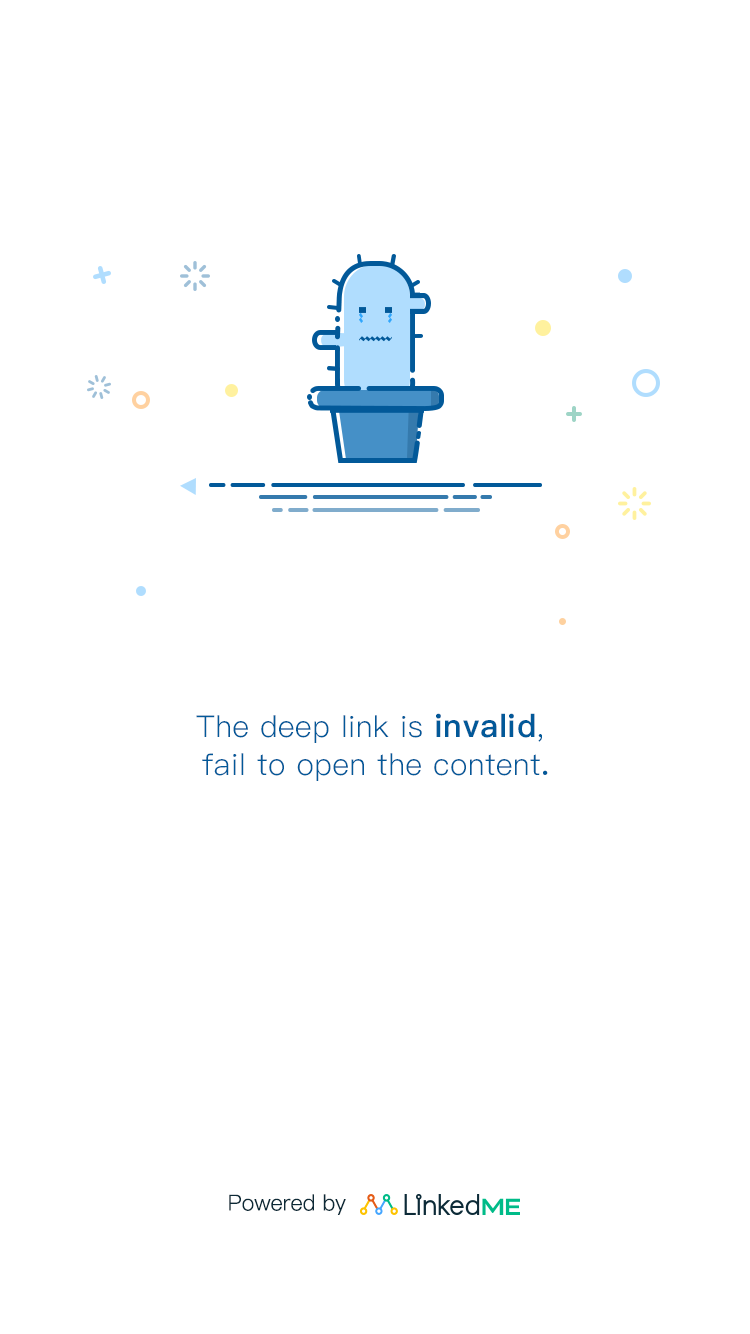 The deep link is invalid,
fail to open the content.
Powered by LinkedME